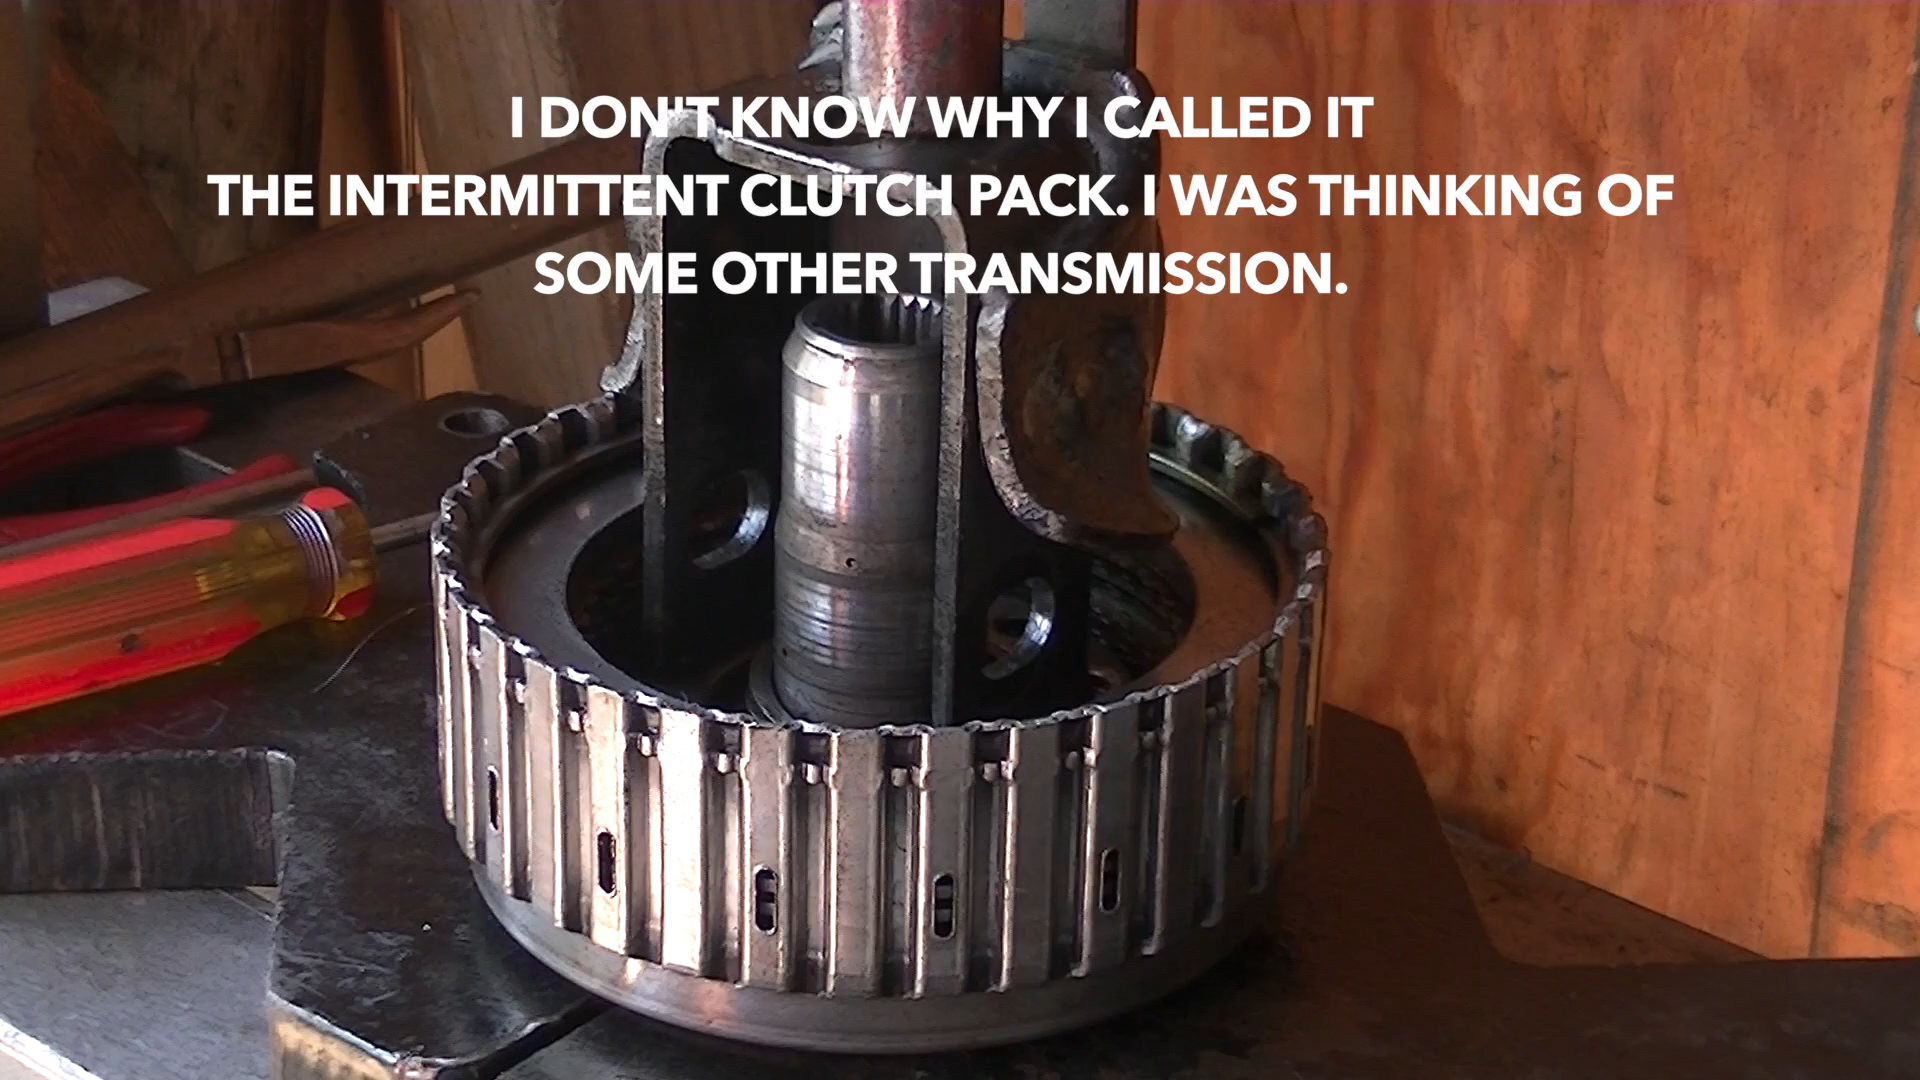 I DON'T KNOW WHY I CALLED IT
THE INTERMITTENT CLUTCH PACK. I WAS THINKING OF
SOME OTHER TRANSMISSION.